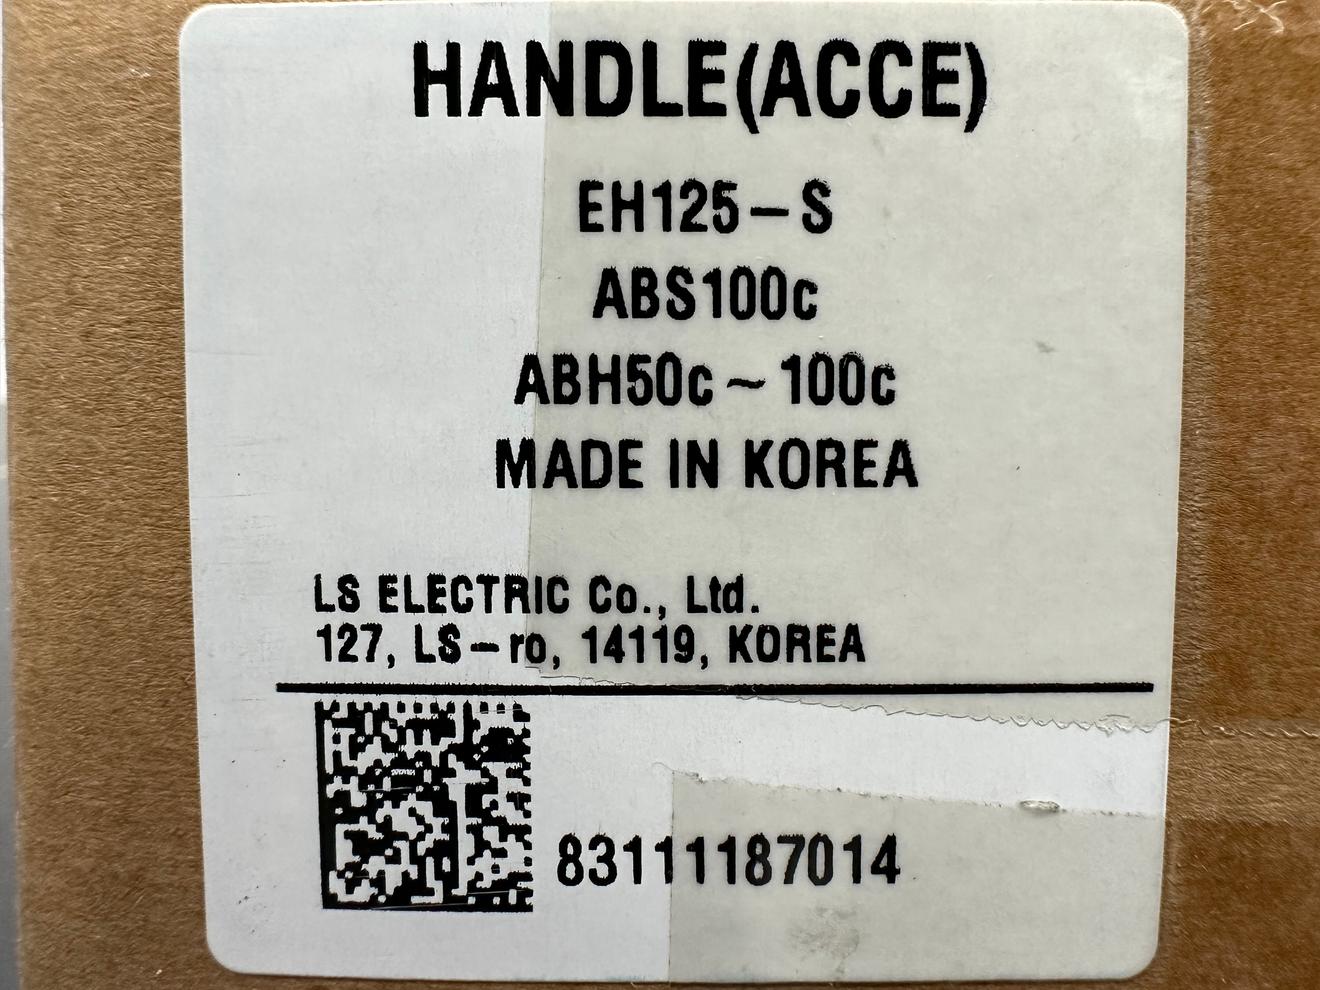 HANDLE(ACCE)
EH125-S
ABS100c
ABH50c~100c
MADE IN KOREA
LS ELECTRIC Co., Ltd.
127, LS-ro, 14119, KOREA
83111187014